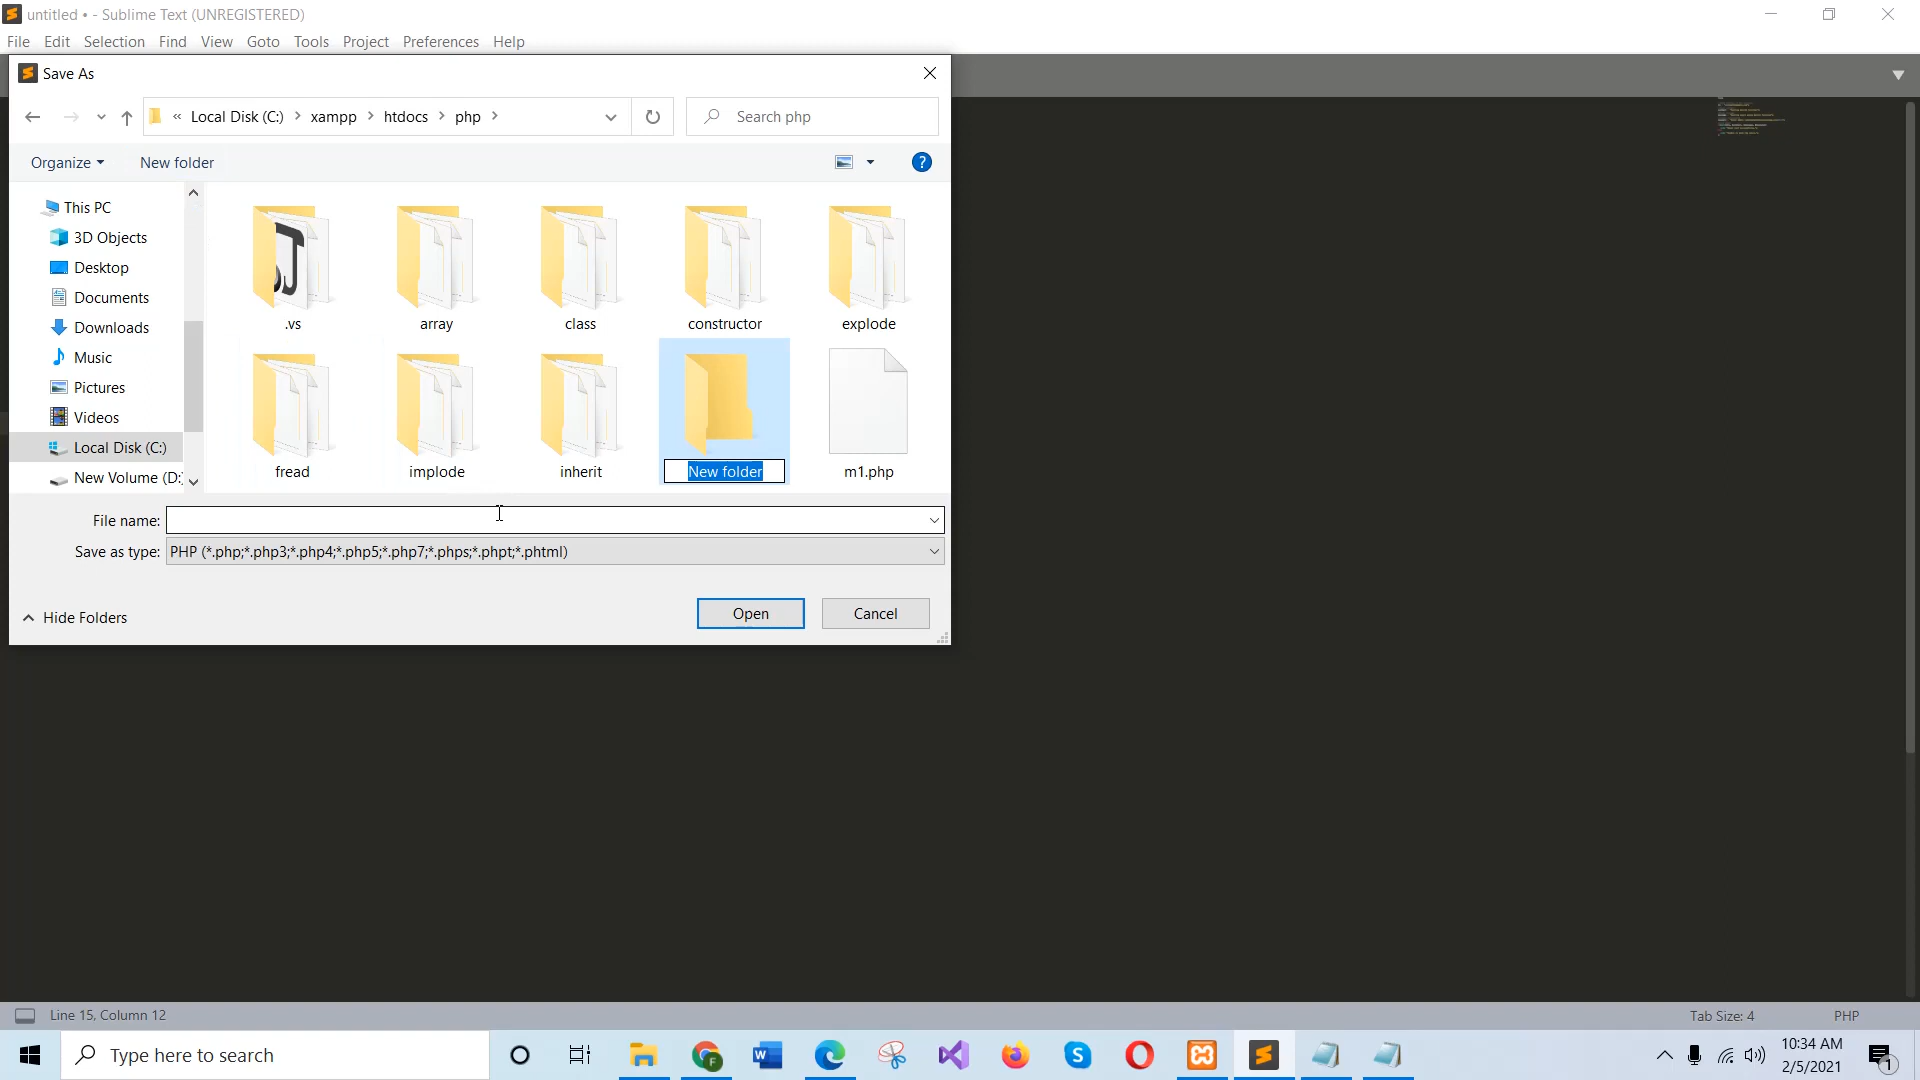 untitled • - Sublime Text (UNREGISTERED)
File Edit Selection Find View Goto Tools Project Preferences Help
Save As
« Local Disk (C:) > xampp > htdocs > php >
Search php
Organize New folder
This PC
3D Objects
Desktop
Documents
Downloads
Music
Pictures
Videos
Local Disk (C:)
New Volume (D:)
.vs array class constructor explode
fread implode inherit New folder m1.php
File name:
Save as type: PHP (*.php;*.php3;*.php4;*.php5;*.php7;*.phps;*.phpt;*.phtml)
Hide Folders
Open Cancel
Line 15, Column 12
Tab Size: 4 PHP
Type here to search
10:34 AM
2/5/2021
1